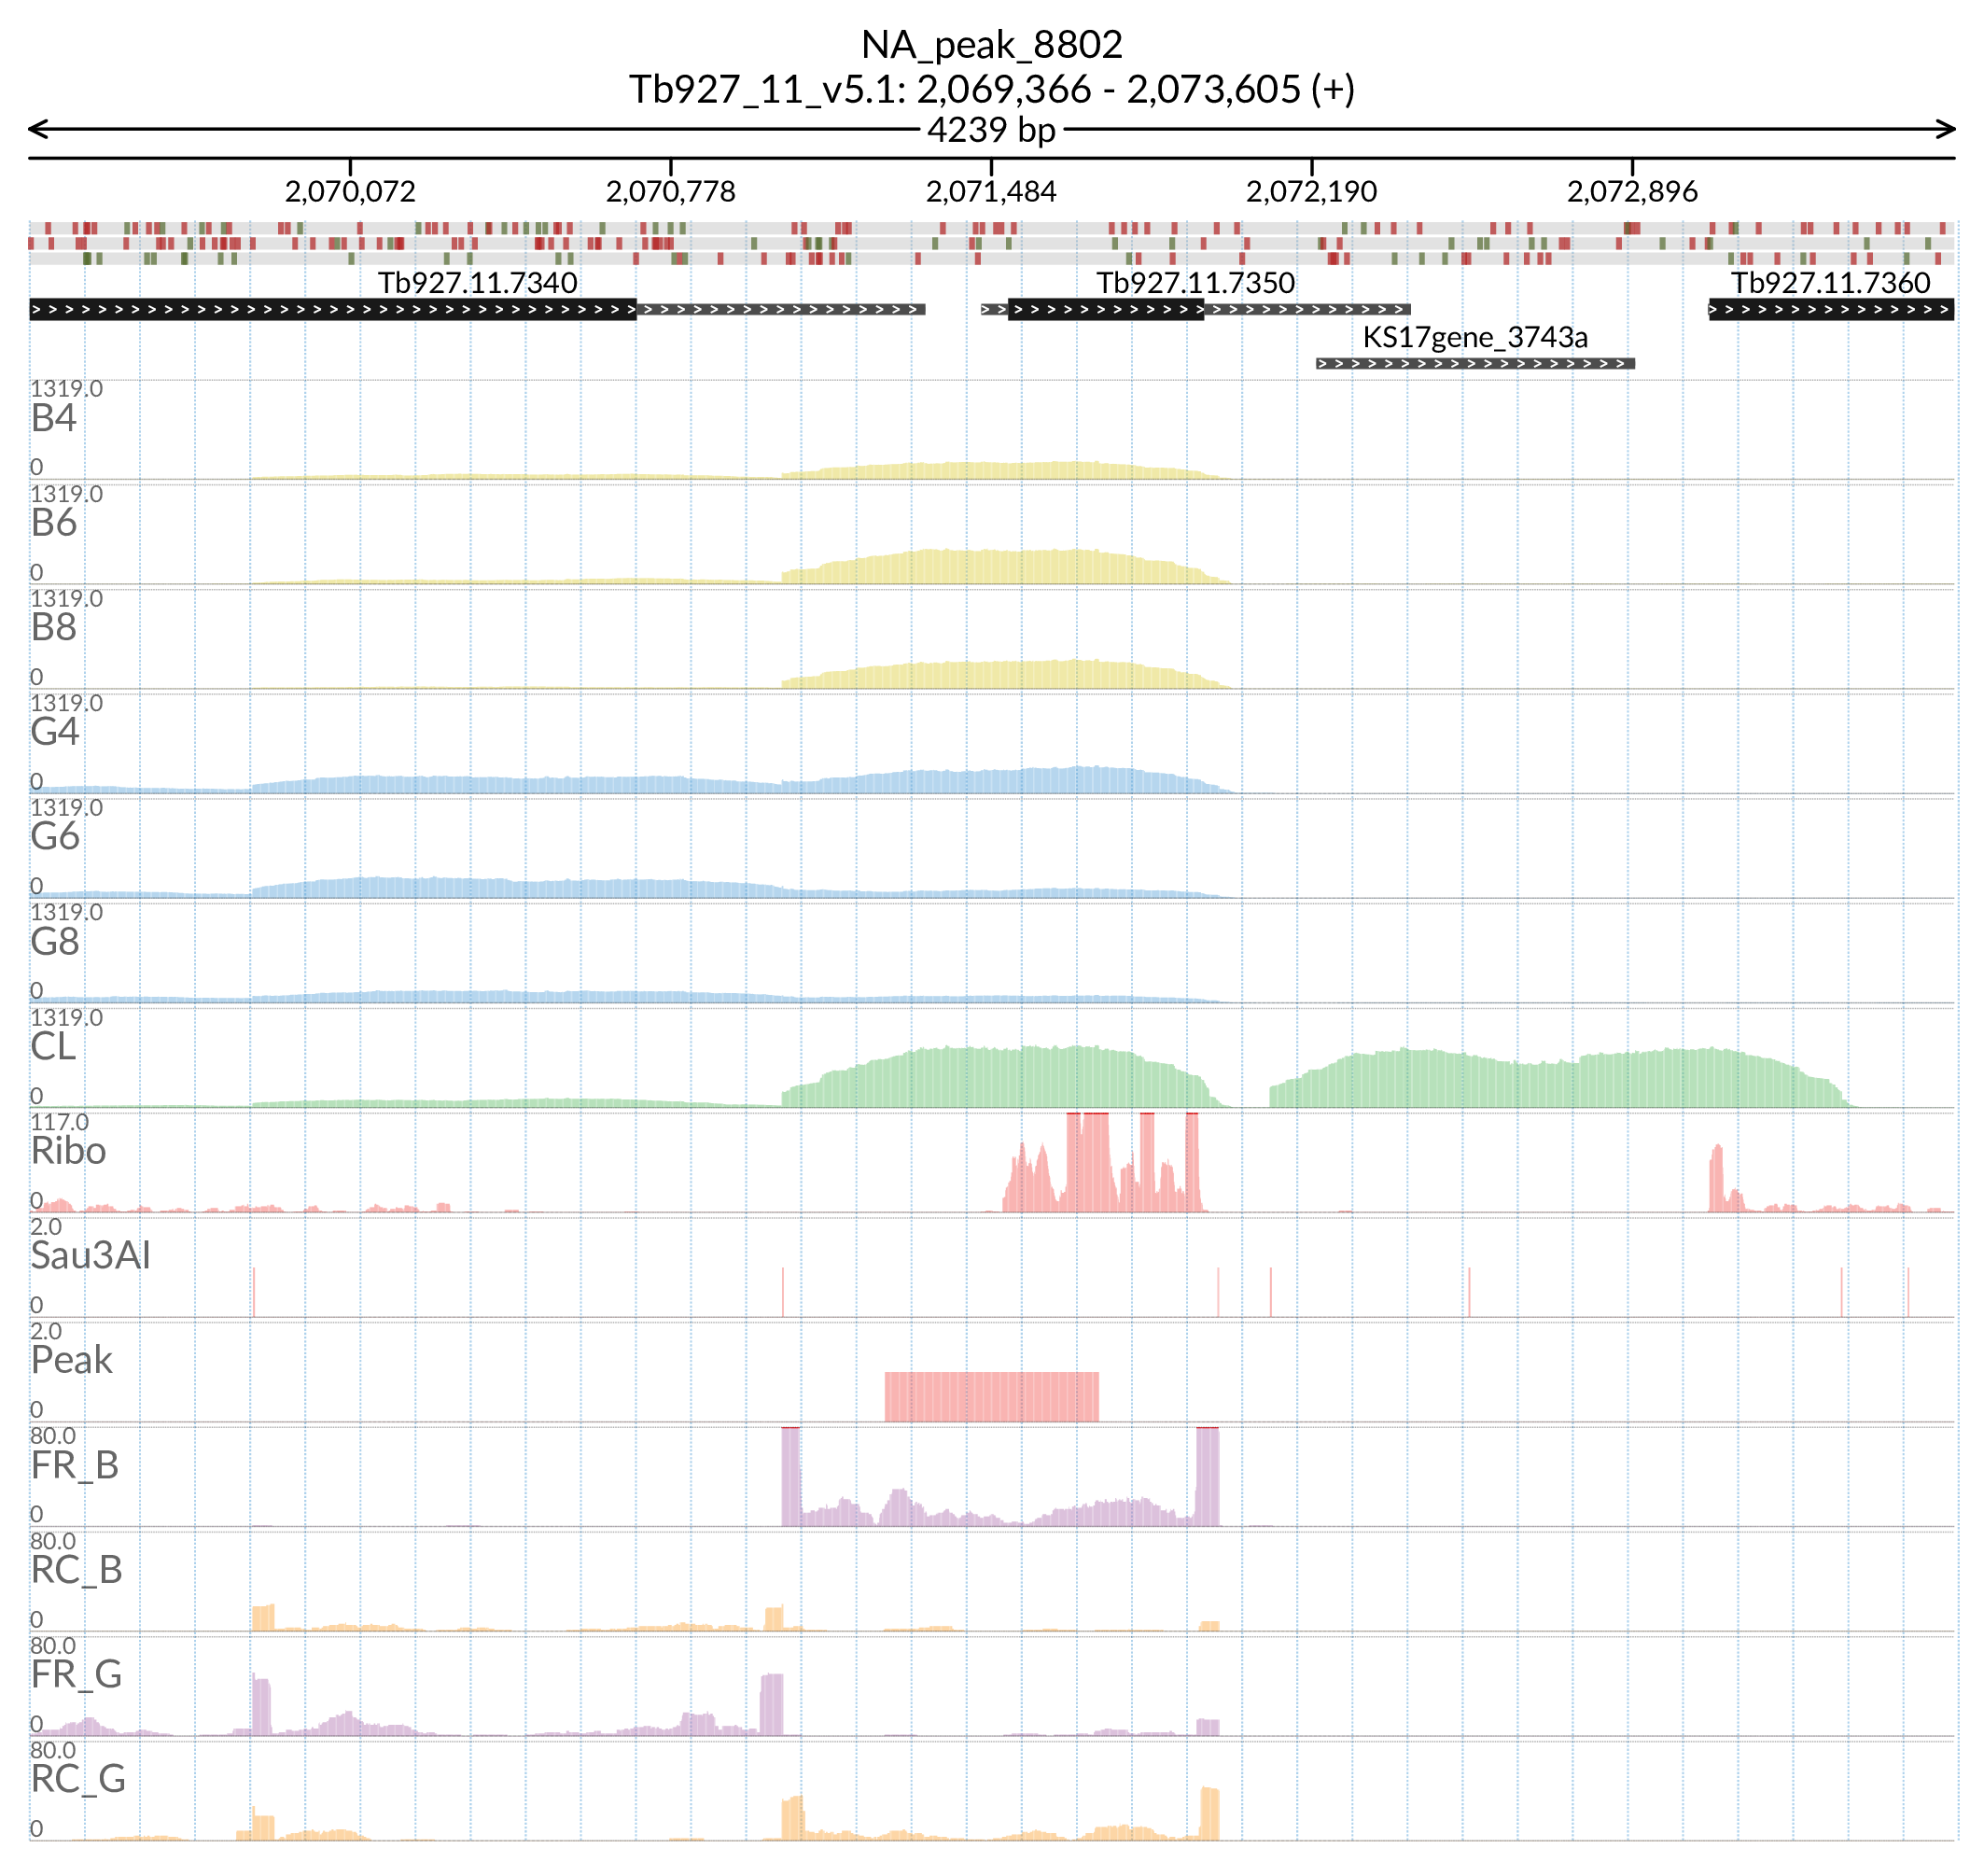 NA_peak_8802
Tb927_11_v5.1: 2,069,366 - 2,073,605 (+)
4239 bp
2,070,072 2,070,778 2,071,484 2,072,190 2,072,896
Tb927.11.7340 Tb927.11.7350 Tb927.11.7360
KS17gene_3743a
1319.0
B4
0
1319.0
B6
0
1319.0
B8
0
1319.0
G4
0
1319.0
G6
0
1319.0
G8
0
1319.0
CL
0
117.0
Ribo
0
2.0
Sau3AI
0
2.0
Peak
0
80.0
FR_B
0
80.0
RC_B
0
80.0
FR_G
0
80.0
RC_G
0